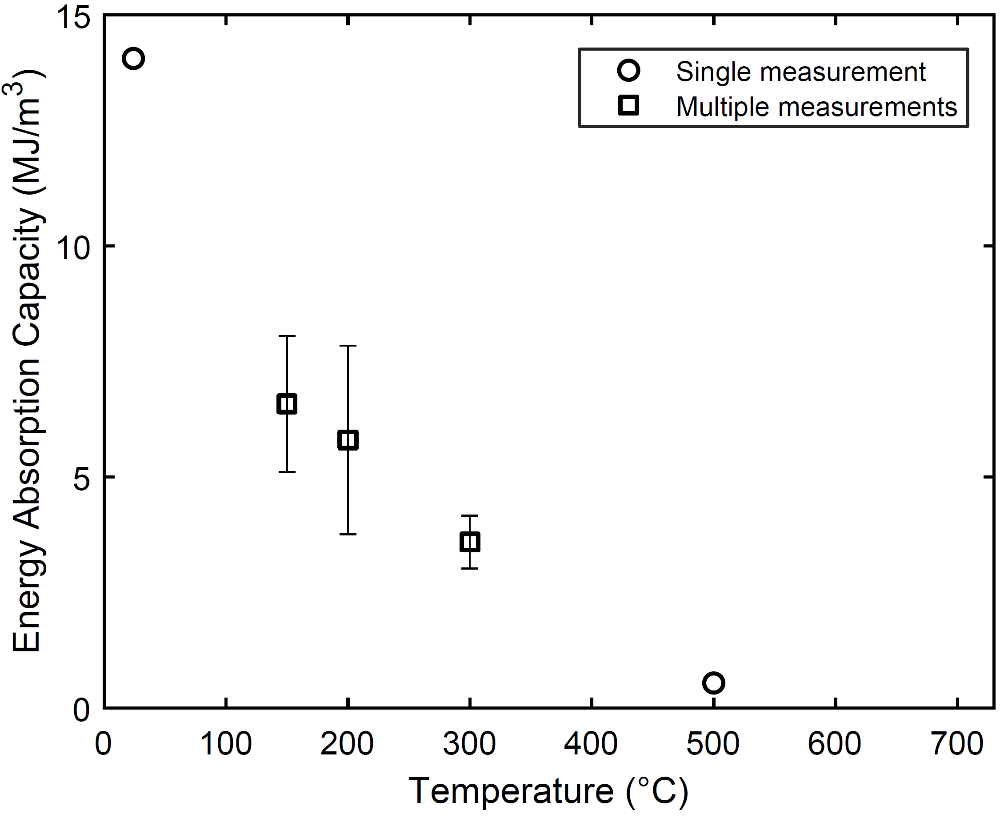 Energy Absorption Capacity (MJ/m³)
15
10
5
0
Single measurement
Multiple measurements
0 100 200 300 400 500 600 700
Temperature (°C)